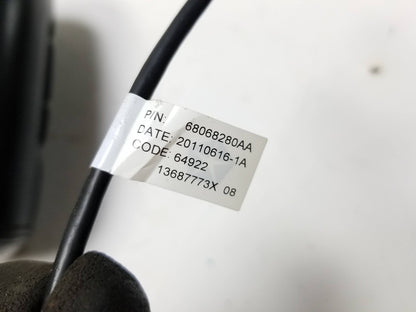 P/N: 68068280AA
DATE: 20110616-1A
CODE: 64922
13687773X 08